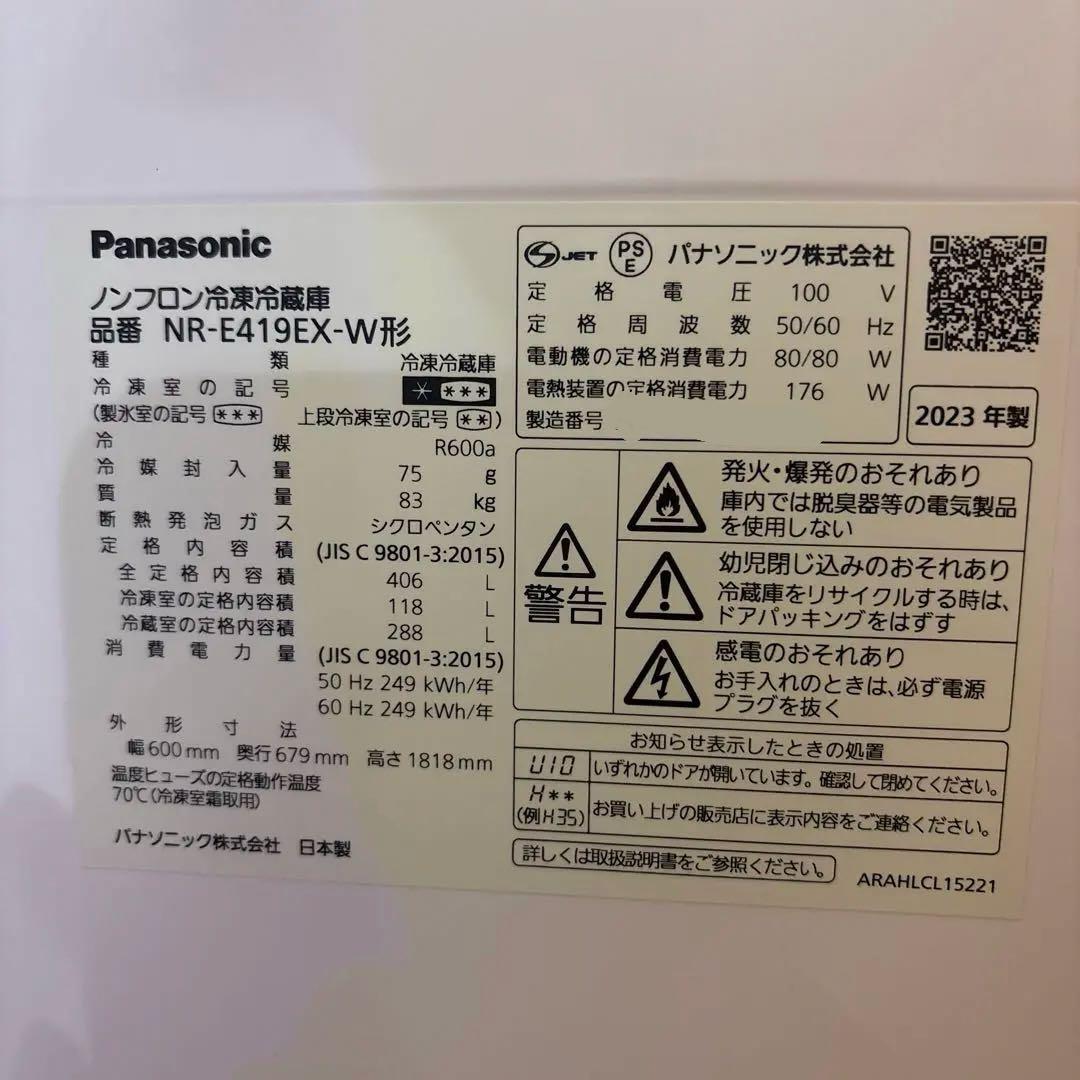 Panasonic
ノンフロン冷凍冷蔵庫
品番 NR-E419EX-W形
種類 冷凍冷蔵庫
冷凍室の記号 * ***
(製氷室の記号 *** 上段冷凍室の記号 **)
冷媒 R600a
冷媒封入量 75 g
質量 83 kg
断熱発泡ガス シクロペンタン
定格内容積 (JIS C 9801-3:2015)
全定格内容積 406 L
冷凍室の定格内容積 118 L
冷蔵室の定格内容積 288 L
消費電力量 (JIS C 9801-3:2015)
50 Hz 249 kWh/年
60 Hz 249 kWh/年
外形寸法
幅600mm 奥行679mm 高さ1818mm
温度ヒューズの定格動作温度
70℃(冷凍室霜取用)
パナソニック株式会社 日本製
S JET PSE パナソニック株式会社
定格電圧 100 V
定格周波数 50/60 Hz
電動機の定格消費電力 80/80 W
電熱装置の定格消費電力 176 W
製造番号
2023 年製
警告
発火・爆発のおそれあり
庫内では脱臭器等の電気製品
を使用しない
幼児閉じ込みのおそれあり
冷蔵庫をリサイクルする時は、
ドアパッキングをはずす
感電のおそれあり
お手入れのときは、必ず電源
プラグを抜く
お知らせ表示したときの処置
U10 いずれかのドアが開いています。確認して閉めてください。
H** (例H35) お買い上げの販売店に表示内容をご連絡ください。
詳しくは取扱説明書をご参照ください。
ARAHLCL15221